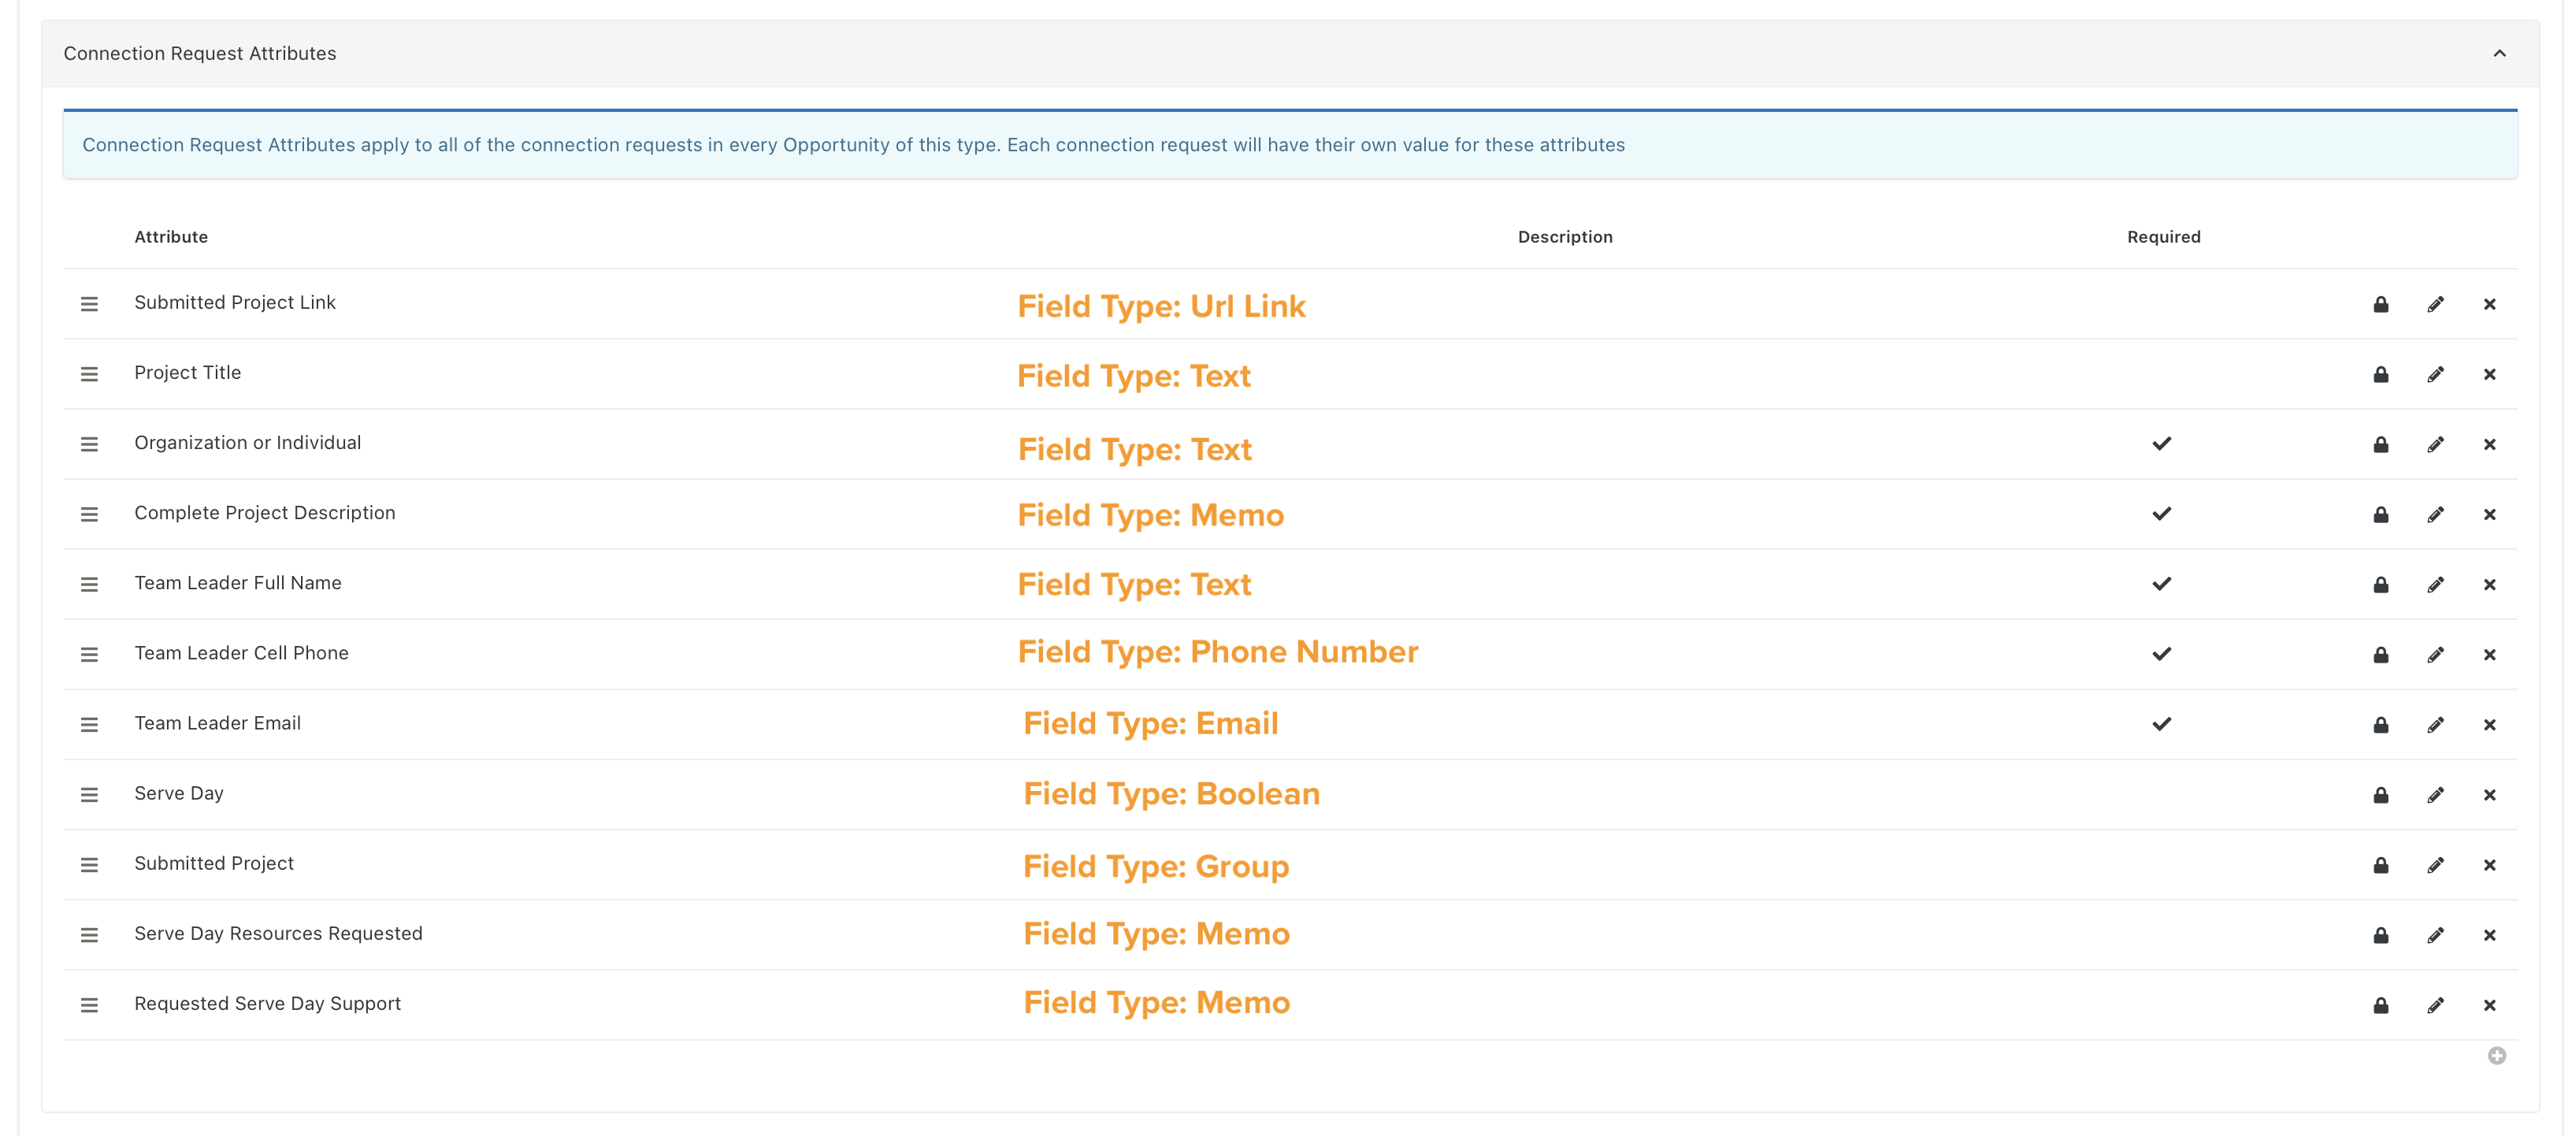 Connection Request Attributes
Connection Request Attributes apply to all of the connection requests in every Opportunity of this type. Each connection request will have their own value for these attributes
Attribute Description Required
Submitted Project Link Field Type: Url Link
Project Title Field Type: Text
Organization or Individual Field Type: Text
Complete Project Description Field Type: Memo
Team Leader Full Name Field Type: Text
Team Leader Cell Phone Field Type: Phone Number
Team Leader Email Field Type: Email
Serve Day Field Type: Boolean
Submitted Project Field Type: Group
Serve Day Resources Requested Field Type: Memo
Requested Serve Day Support Field Type: Memo